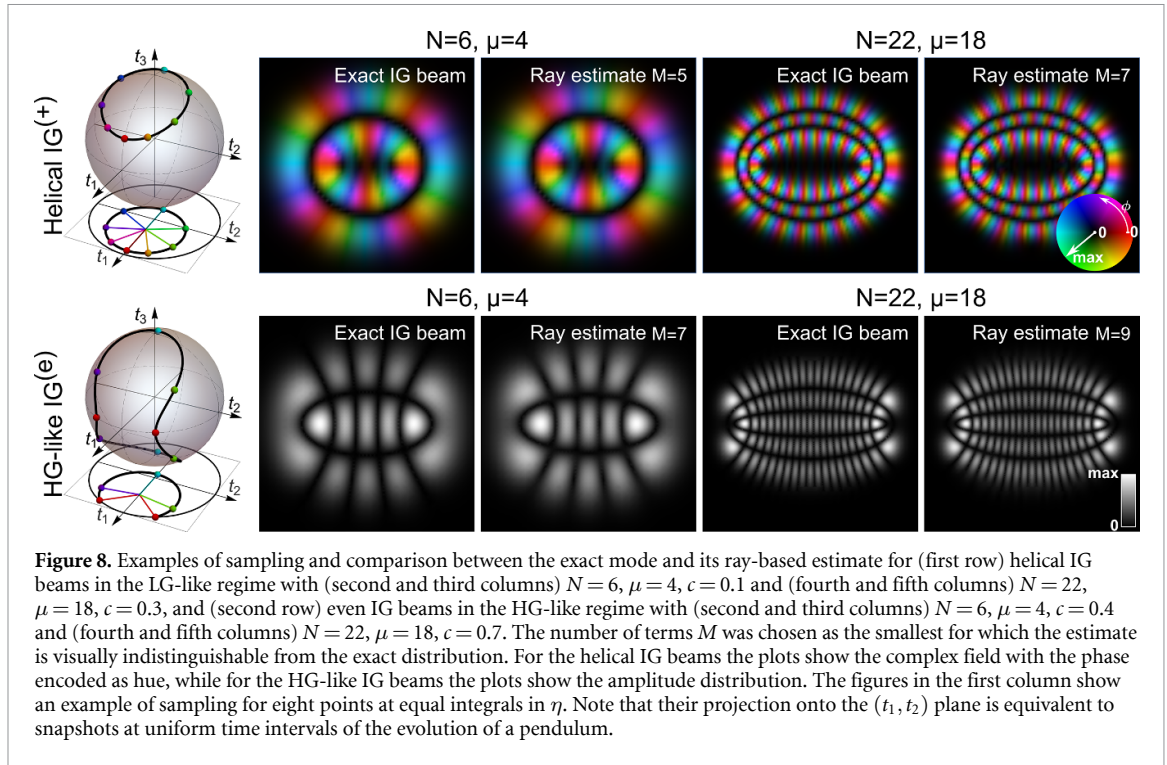 N=6, μ=4
N=22, μ=18
Helical IG(+)
t3
t2
t1
t2
t1
Exact IG beam
Ray estimate M=5
Exact IG beam
Ray estimate M=7
ϕ
0
0
max
N=6, μ=4
N=22, μ=18
HG-like IG(e)
t3
t2
t1
t2
t1
Exact IG beam
Ray estimate M=7
Exact IG beam
Ray estimate M=9
max
0
Figure 8. Examples of sampling and comparison between the exact mode and its ray-based estimate for (first row) helical IG
beams in the LG-like regime with (second and third columns) N = 6, μ = 4, c = 0.1 and (fourth and fifth columns) N = 22,
μ = 18, c = 0.3, and (second row) even IG beams in the HG-like regime with (second and third columns) N = 6, μ = 4, c = 0.4
and (fourth and fifth columns) N = 22, μ = 18, c = 0.7. The number of terms M was chosen as the smallest for which the estimate
is visually indistinguishable from the exact distribution. For the helical IG beams the plots show the complex field with the phase
encoded as hue, while for the HG-like IG beams the plots show the amplitude distribution. The figures in the first column show
an example of sampling for eight points at equal integrals in η. Note that their projection onto the (t1, t2) plane is equivalent to
snapshots at uniform time intervals of the evolution of a pendulum.